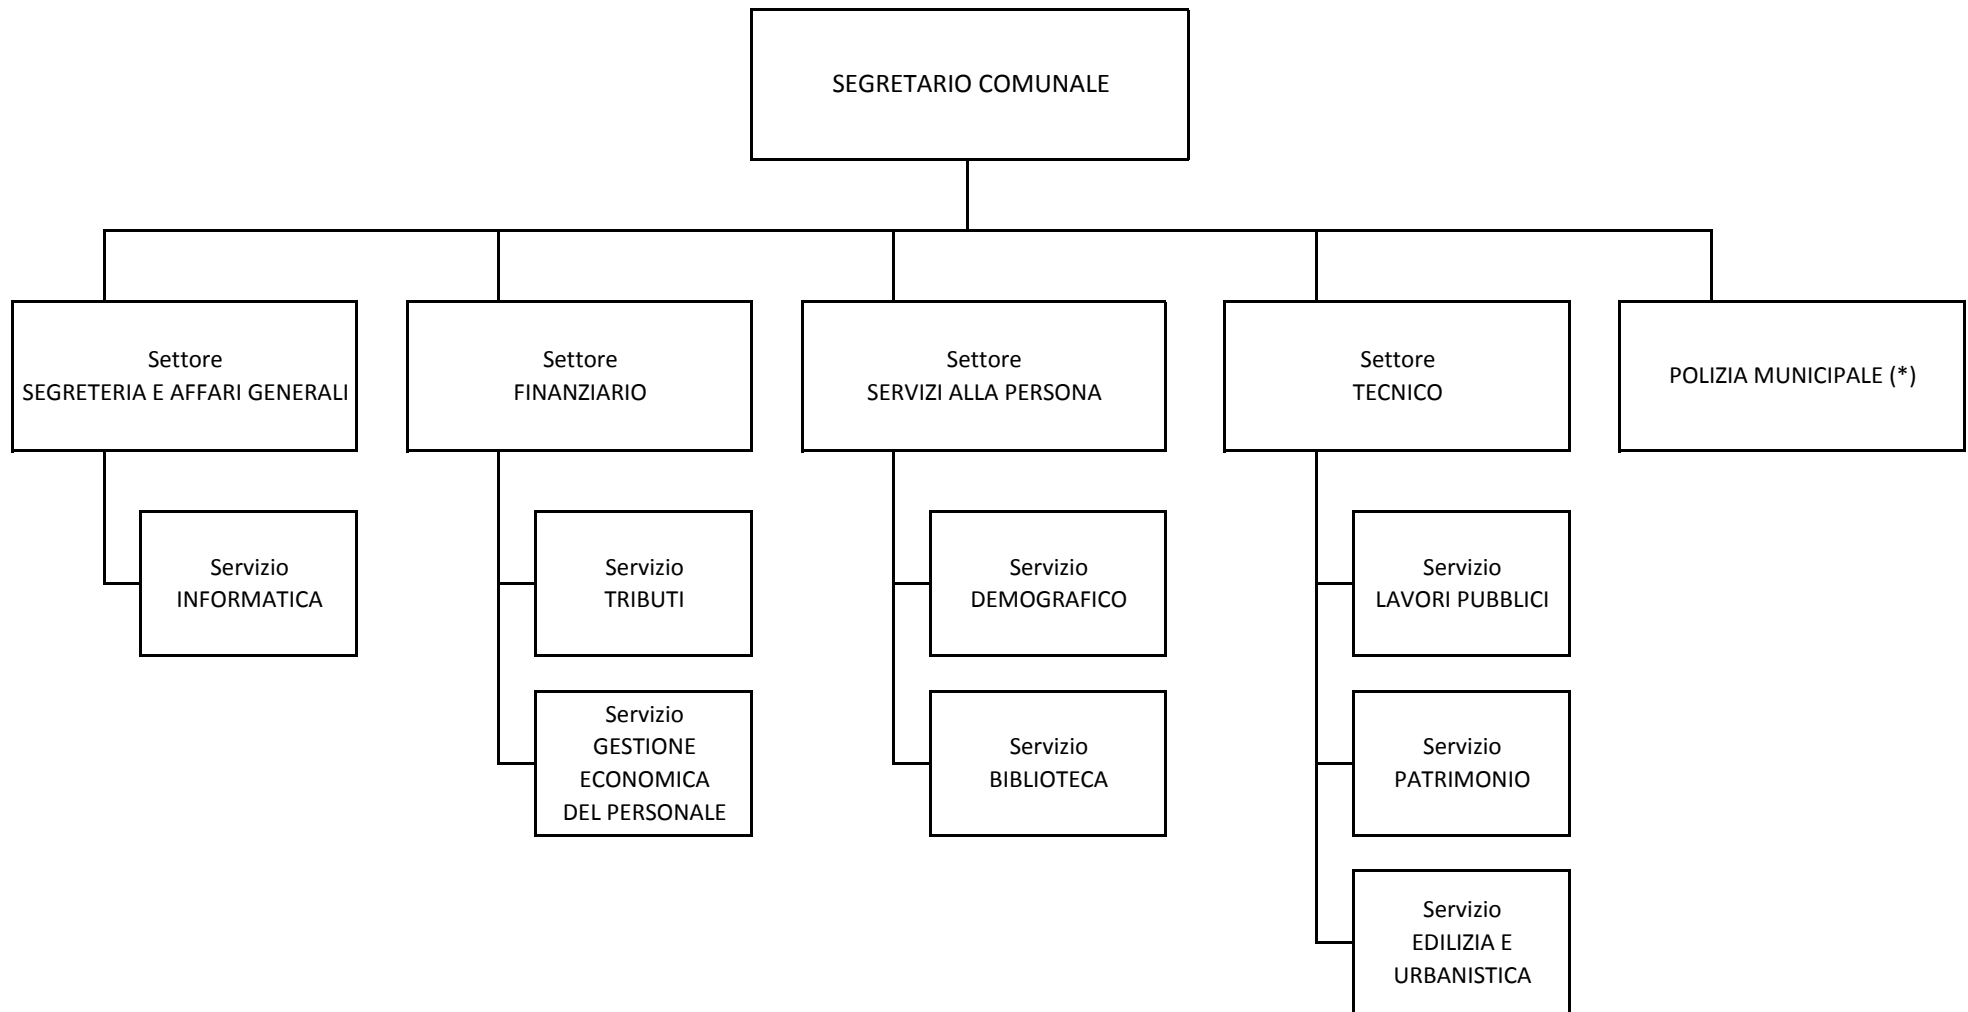 SEGRETARIO COMUNALE
Settore
SEGRETERIA E AFFARI GENERALI
Settore
FINANZIARIO
Settore
SERVIZI ALLA PERSONA
Settore
TECNICO
POLIZIA MUNICIPALE (*)
Servizio
INFORMATICA
Servizio
TRIBUTI
Servizio
DEMOGRAFICO
Servizio
LAVORI PUBBLICI
Servizio
GESTIONE
ECONOMICA
DEL PERSONALE
Servizio
BIBLIOTECA
Servizio
PATRIMONIO
Servizio
EDILIZIA E
URBANISTICA